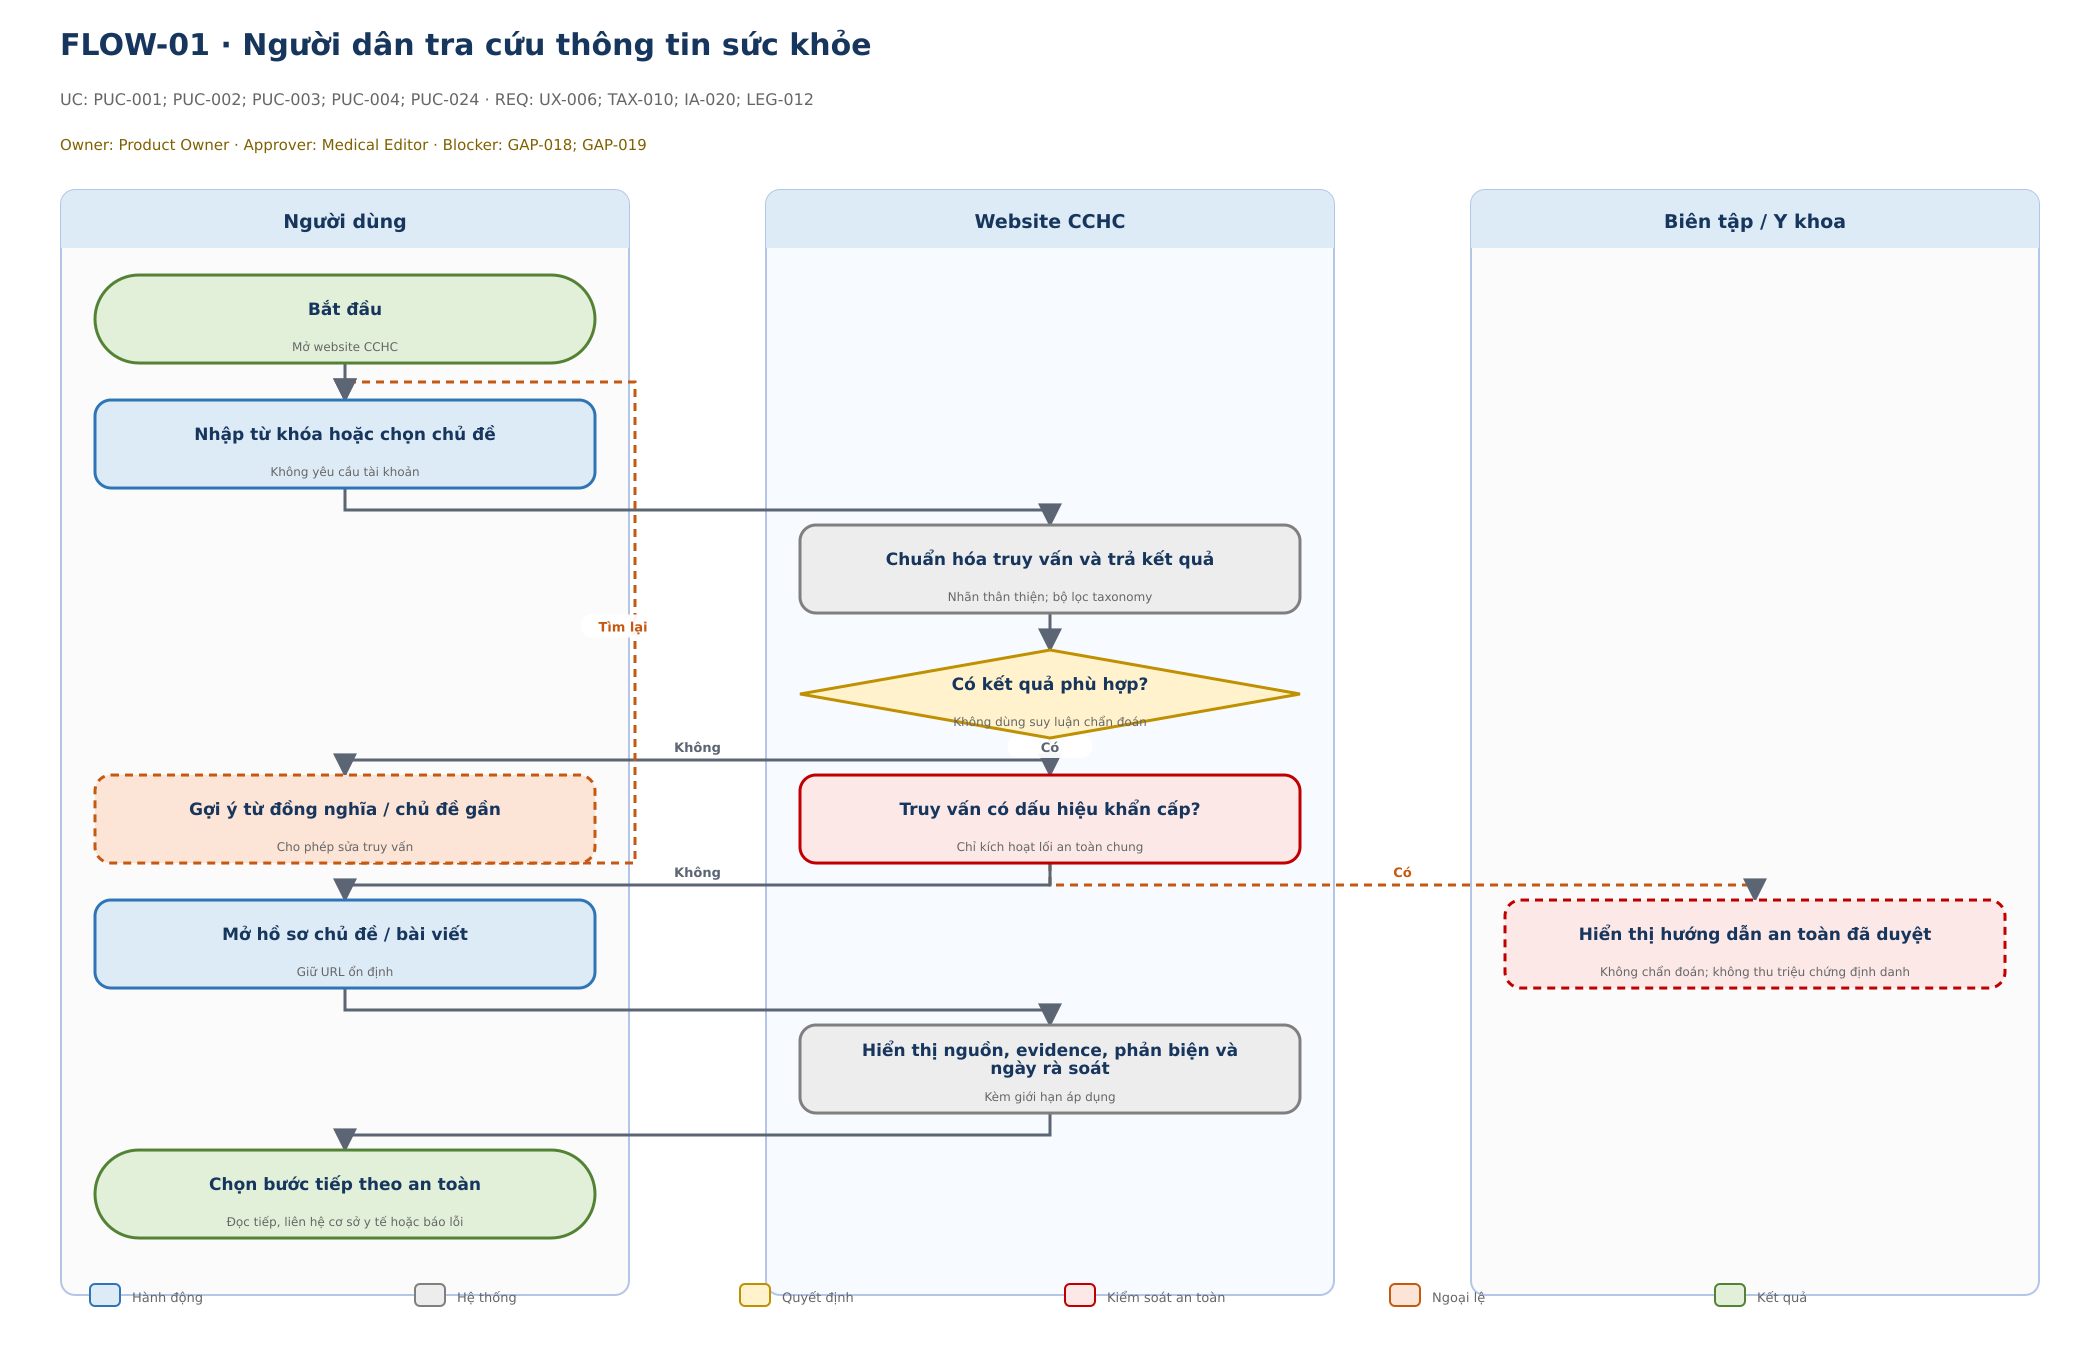 FLOW-01 · Người dân tra cứu thông tin sức khỏe
UC: PUC-001; PUC-002; PUC-003; PUC-004; PUC-024 · REQ: UX-006; TAX-010; IA-020; LEG-012
Owner: Product Owner · Approver: Medical Editor · Blocker: GAP-018; GAP-019
Người dùng
Website CCHC
Biên tập / Y khoa
Bắt đầu
Mở website CCHC
Nhập từ khóa hoặc chọn chủ đề
Không yêu cầu tài khoản
Chuẩn hóa truy vấn và trả kết quả
Nhãn thân thiện; bộ lọc taxonomy
Tìm lại
Có kết quả phù hợp?
Không dùng suy luận chẩn đoán
Không
Có
Gợi ý từ đồng nghĩa / chủ đề gần
Cho phép sửa truy vấn
Truy vấn có dấu hiệu khẩn cấp?
Chỉ kích hoạt lối an toàn chung
Không
Có
Mở hồ sơ chủ đề / bài viết
Giữ URL ổn định
Hiển thị hướng dẫn an toàn đã duyệt
Không chẩn đoán; không thu triệu chứng định danh
Hiển thị nguồn, evidence, phản biện và
ngày rà soát
Kèm giới hạn áp dụng
Chọn bước tiếp theo an toàn
Đọc tiếp, liên hệ cơ sở y tế hoặc báo lỗi
Hành động
Hệ thống
Quyết định
Kiểm soát an toàn
Ngoại lệ
Kết quả